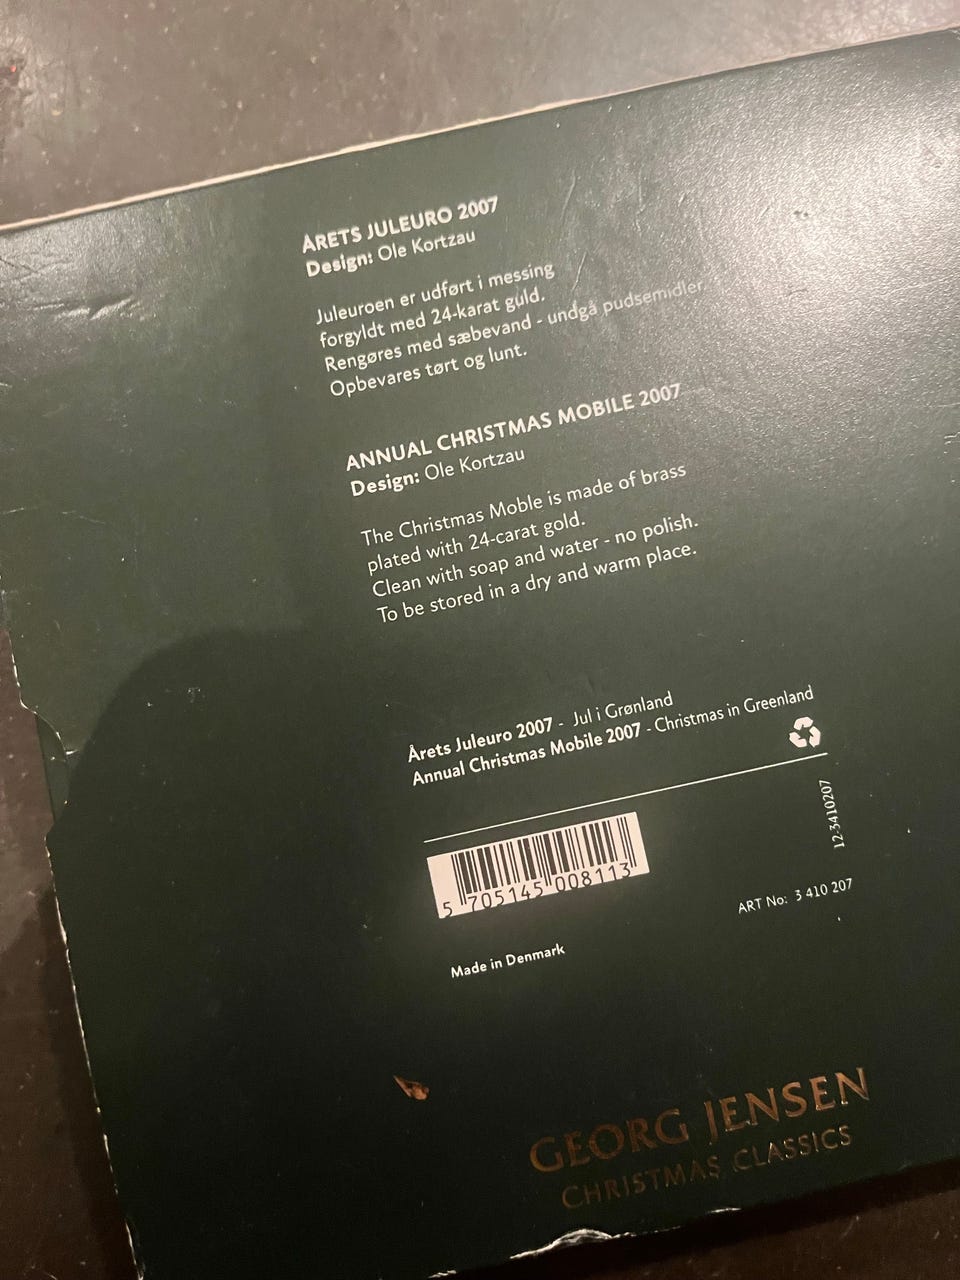 ÅRETS JULEURO 2007
Design: Ole Kortzau
Juleuroen er udført i messing
forgyldt med 24-karat guld.
Rengøres med sæbevand - undgå pudsemidler.
Opbevares tørt og lunt.
ANNUAL CHRISTMAS MOBILE 2007
Design: Ole Kortzau
The Christmas Moble is made of brass
plated with 24-carat gold.
Clean with soap and water - no polish.
To be stored in a dry and warm place.
Årets Juleuro 2007 - Jul i Grønland
Annual Christmas Mobile 2007 - Christmas in Greenland
12-3410207
5 705145 008113
ART No: 3 410 207
Made in Denmark
GEORG JENSEN
CHRISTMAS CLASSICS